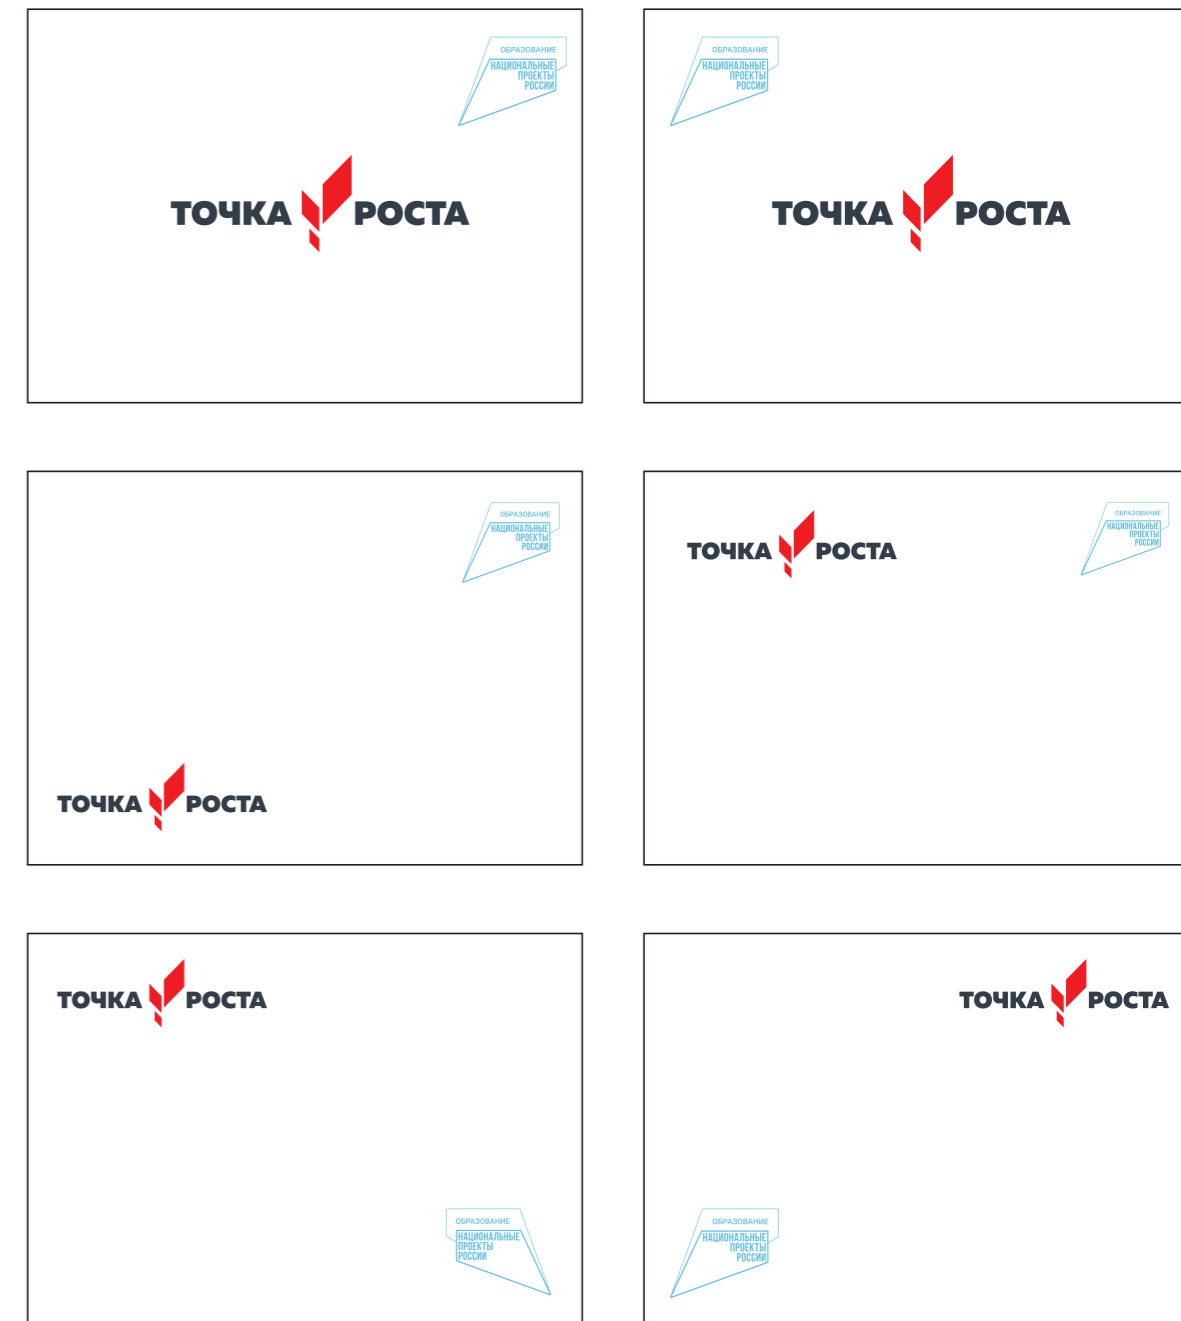 ОБРАЗОВАНИЕ
НАЦИОНАЛЬНЫЕ
ПРОЕКТЫ
РОССИИ
ТОЧКА РОСТА
ОБРАЗОВАНИЕ
НАЦИОНАЛЬНЫЕ
ПРОЕКТЫ
РОССИИ
ТОЧКА РОСТА
ОБРАЗОВАНИЕ
НАЦИОНАЛЬНЫЕ
ПРОЕКТЫ
РОССИИ
ТОЧКА РОСТА
ТОЧКА РОСТА
ОБРАЗОВАНИЕ
НАЦИОНАЛЬНЫЕ
ПРОЕКТЫ
РОССИИ
ТОЧКА РОСТА
ОБРАЗОВАНИЕ
НАЦИОНАЛЬНЫЕ
ПРОЕКТЫ
РОССИИ
ТОЧКА РОСТА
ОБРАЗОВАНИЕ
НАЦИОНАЛЬНЫЕ
ПРОЕКТЫ
РОССИИ